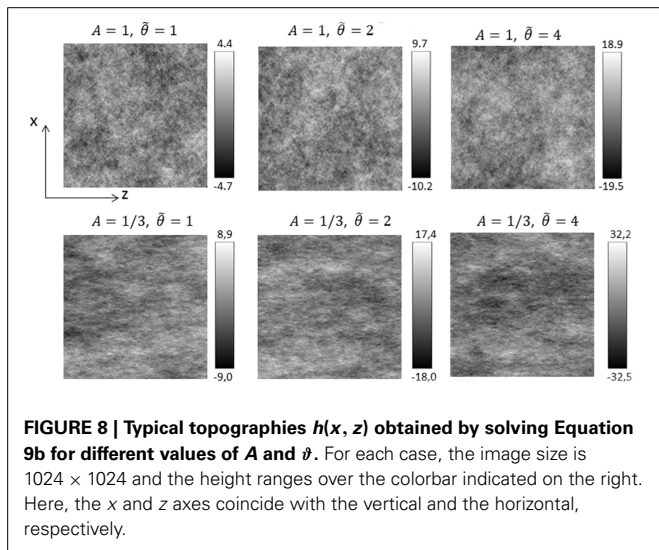 A = 1, θ̃ = 1
A = 1, θ̃ = 2
A = 1, θ̃ = 4
4.4
-4.7
9.7
-10.2
18.9
-19.5
X
Z
A = 1/3, θ̃ = 1
A = 1/3, θ̃ = 2
A = 1/3, θ̃ = 4
8,9
-9,0
17,4
-18,0
32,2
-32,5
FIGURE 8 | Typical topographies h(x, z) obtained by solving Equation
9b for different values of A and ϑ. For each case, the image size is
1024 × 1024 and the height ranges over the colorbar indicated on the right.
Here, the x and z axes coincide with the vertical and the horizontal,
respectively.